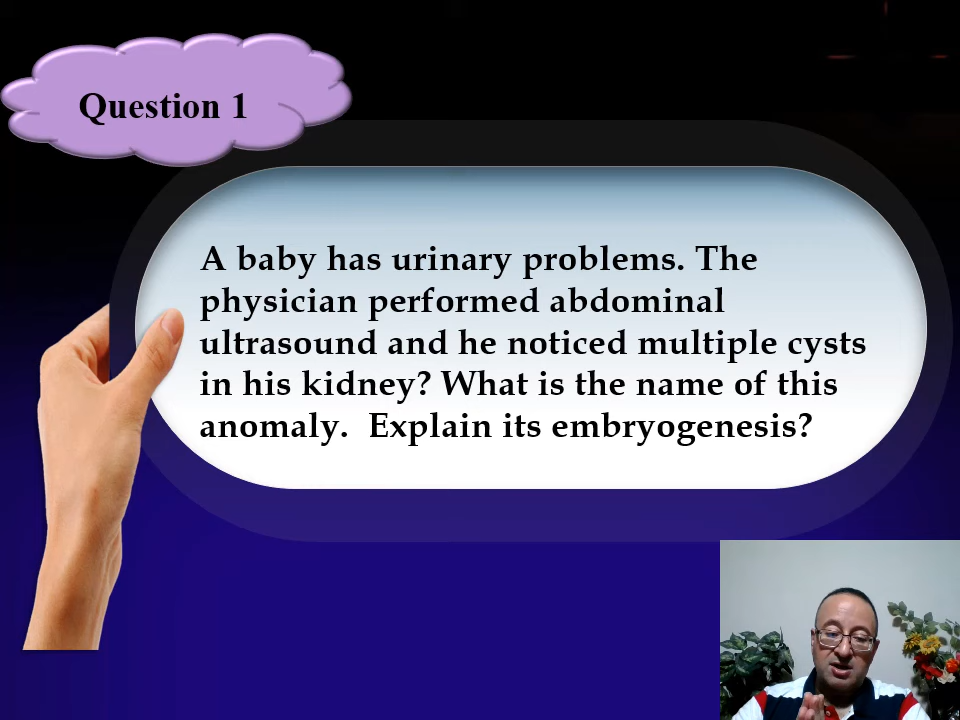 Question 1
A baby has urinary problems. The
physician performed abdominal
ultrasound and he noticed multiple cysts
in his kidney? What is the name of this
anomaly.  Explain its embryogenesis?